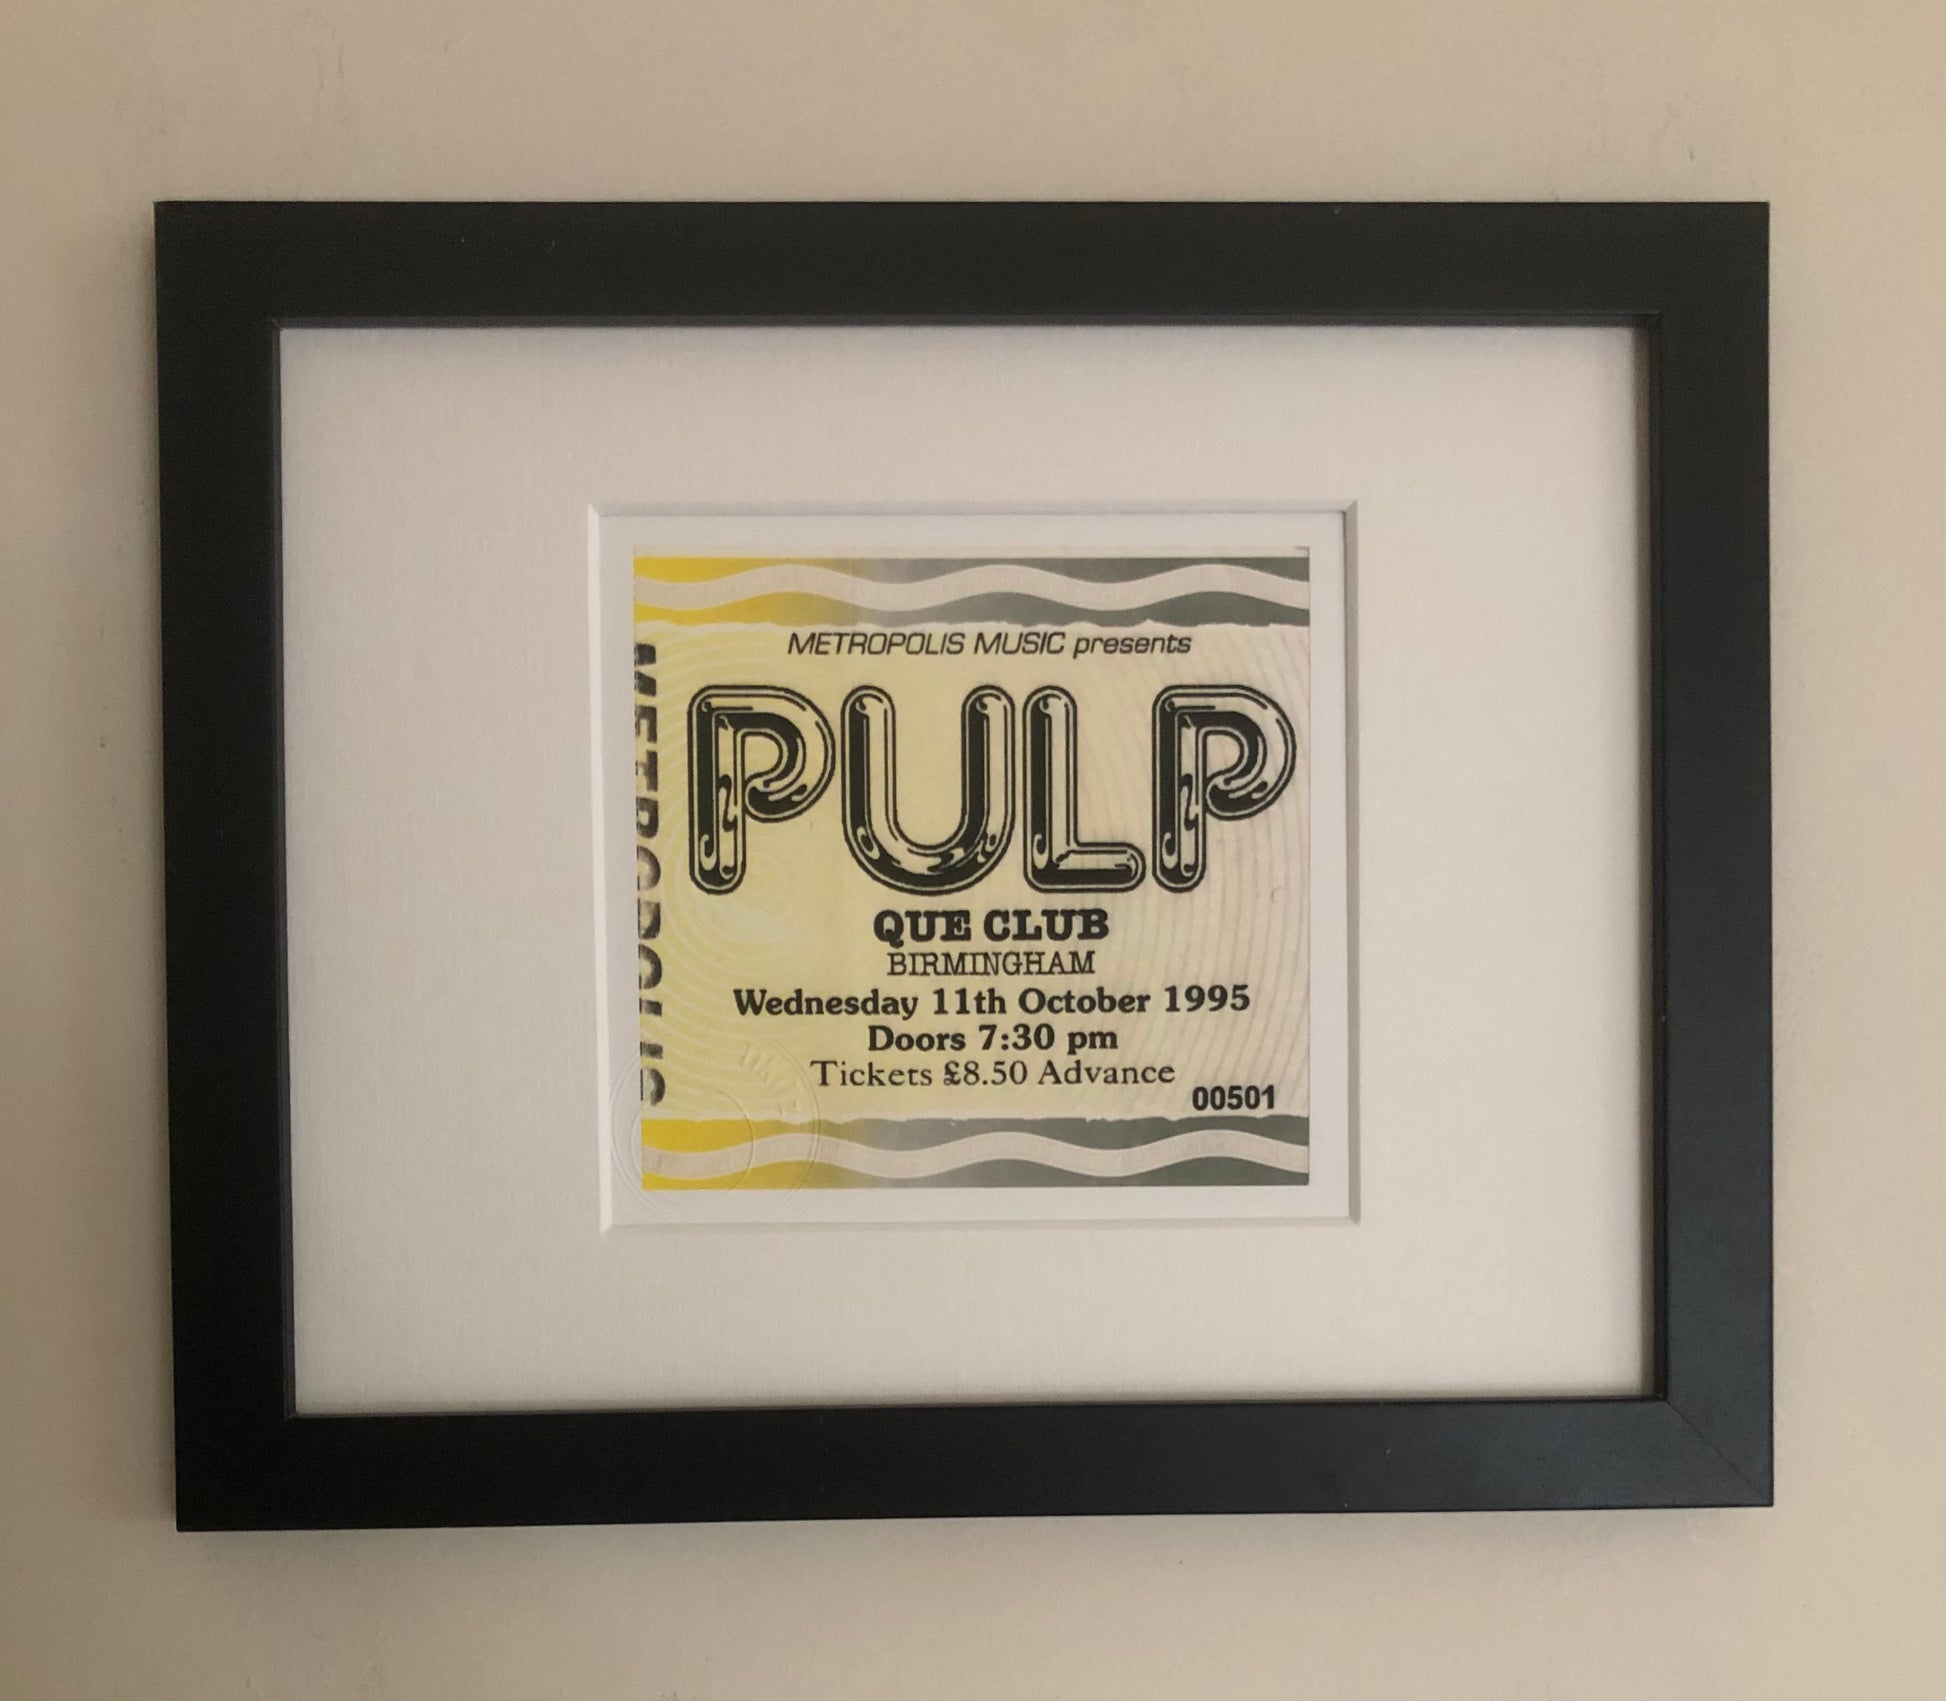 METROPOLIS MUSIC presents
METROPOLIS
PULP
QUE CLUB
BIRMINGHAM
Wednesday 11th October 1995
Doors 7:30 pm
Tickets £8.50 Advance
00501